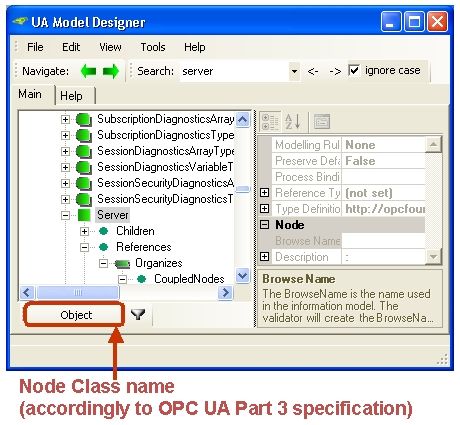 UA Model Designer
File Edit View Tools Help
Navigate: Search: server <- -> ignore case
Main Help
SubscriptionDiagnosticsArray
SubscriptionDiagnosticsType
SessionDiagnosticsArrayType
SessionDiagnosticsVariableT
SessionSecurityDiagnosticsA
SessionSecurityDiagnosticsT
Server
Children
References
Organizes
CoupledNodes
Modelling Rul None
Preserve Defa False
Process Bindi
Reference Ty (not set)
Type Definitio http://opcfour
Node
Browse Name
Description :
Browse Name
The BrowseName is the name used
in the information model. The
validator will create the BrowseNa...
Object
Node Class name
(accordingly to OPC UA Part 3 specification)